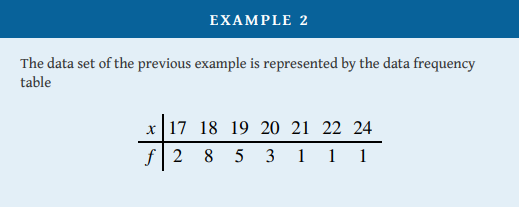 EXAMPLE 2
The data set of the previous example is represented by the data frequency
table
x 17 18 19 20 21 22 24
f 2 8 5 3 1 1 1